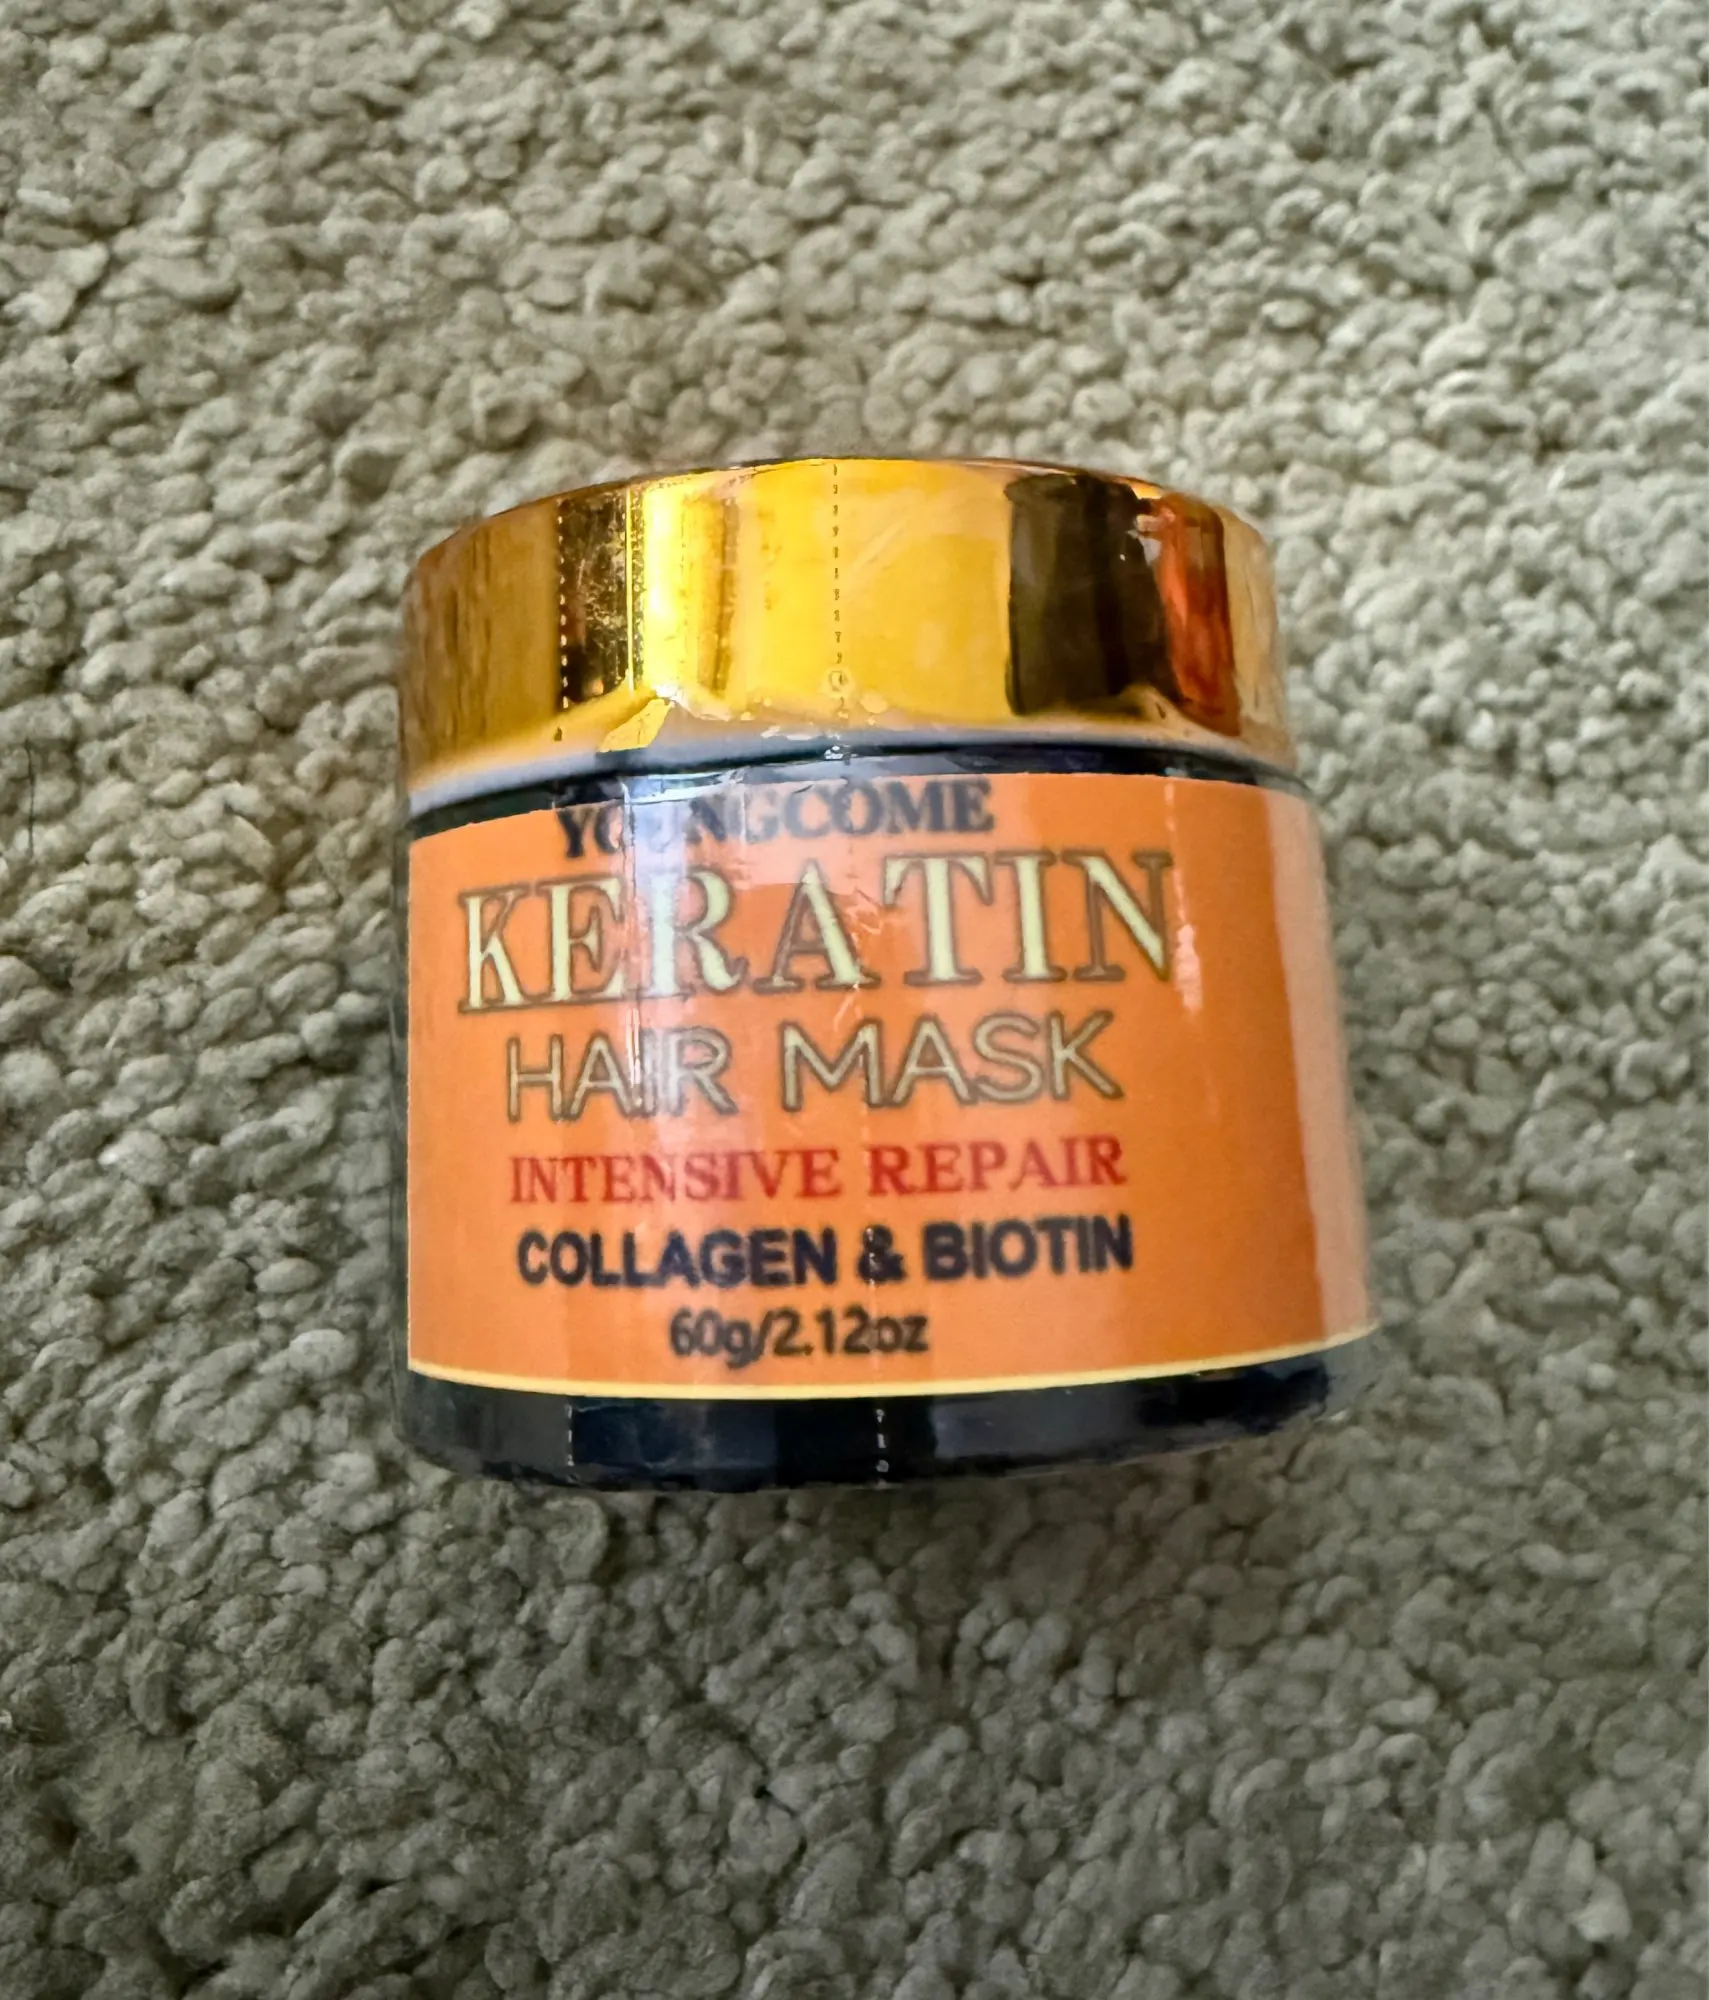 YOUNGCOME
KERATIN
HAIR MASK
INTENSIVE REPAIR
COLLAGEN & BIOTIN
60g/2.12oz